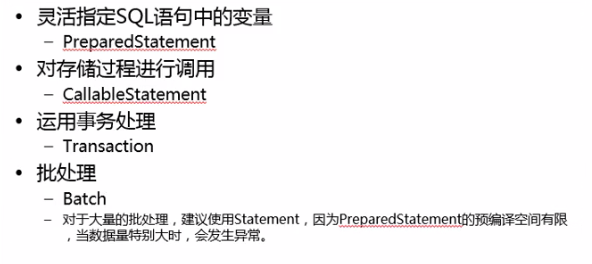 • 灵活指定SQL语句中的变量
– PreparedStatement
• 对存储过程进行调用
– CallableStatement
• 运用事务处理
– Transaction
• 批处理
– Batch
– 对于大量的批处理，建议使用Statement，因为PreparedStatement的预编译空间有限
，当数据量特别大时，会发生异常。